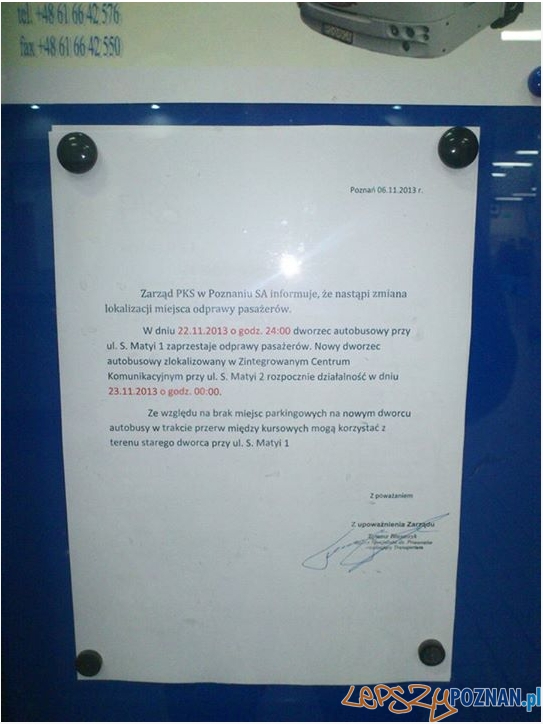 tel. +48 61 66 42 576
fax +48 61 66 42 550
Poznań 06.11.2013 r.
Zarząd PKS w Poznaniu SA informuje, że nastąpi zmiana
lokalizacji miejsca odprawy pasażerów.
W dniu 22.11.2013 o godz. 24:00 dworzec autobusowy przy
ul. S. Matyi 1 zaprzestaje odprawy pasażerów. Nowy dworzec
autobusowy zlokalizowany w Zintegrowanym Centrum
Komunikacyjnym przy ul. S. Matyi 2 rozpocznie działalność w dniu
23.11.2013 o godz. 00:00.
Ze względu na brak miejsc parkingowych na nowym dworcu
autobusy w trakcie przerw między kursowych mogą korzystać z
terenu starego dworca przy ul. S. Matyi 1
Z poważaniem
Z upoważnienia Zarządu
LEPSZY POZNAN.pl